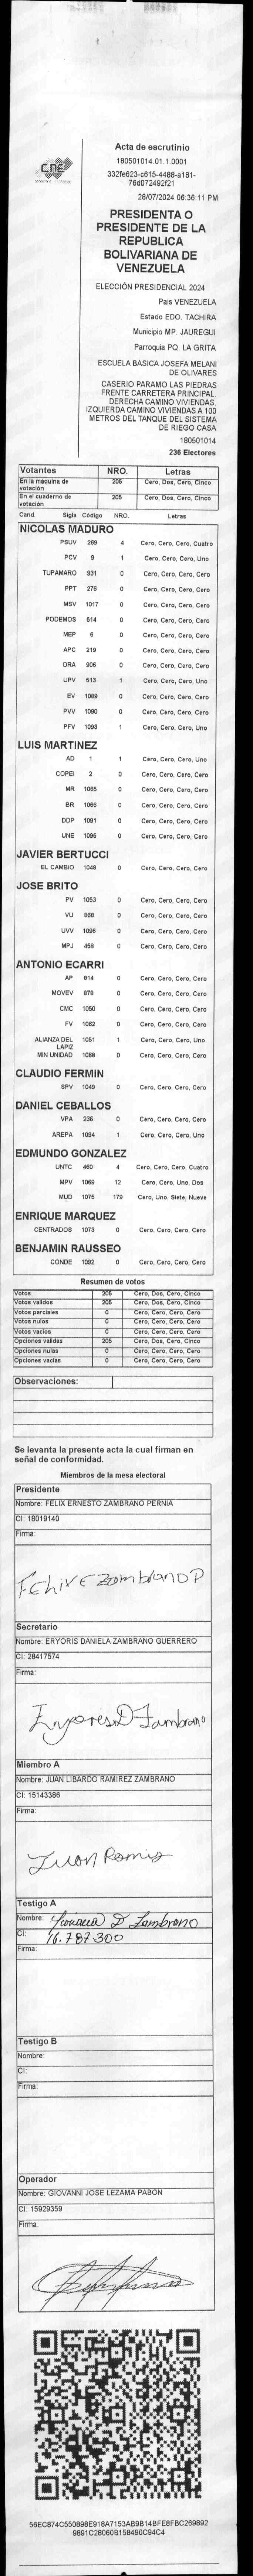 CNE
Acta de escrutinio
180501014.01.1.0001
332fe623-c615-4488-a181-
76d072492f21
28/07/2024 06:36:11 PM
PRESIDENTA O
PRESIDENTE DE LA
REPUBLICA
BOLIVARIANA DE
VENEZUELA
ELECCIÓN PRESIDENCIAL 2024
País VENEZUELA
Estado EDO. TACHIRA
Municipio MP. JAUREGUI
Parroquia PQ. LA GRITA
ESCUELA BASICA JOSEFA MELANI
DE OLIVARES
CASERIO PARAMO LAS PIEDRAS
FRENTE CARRETERA PRINCIPAL.
DERECHA CAMINO VIVIENDAS.
IZQUIERDA CAMINO VIVIENDAS A 100
METROS DEL TANQUE DEL SISTEMA
DE RIEGO CASA
180501014
236 Electores
Votantes NRO. Letras
En la máquina de votación 205 Cero, Dos, Cero, Cinco
En el cuaderno de votación 205 Cero, Dos, Cero, Cinco
Cand. Sigla Código NRO. Letras
NICOLAS MADURO
PSUV 269 4 Cero, Cero, Cero, Cuatro
PCV 9 1 Cero, Cero, Cero, Uno
TUPAMARO 931 0 Cero, Cero, Cero, Cero
PPT 276 0 Cero, Cero, Cero, Cero
MSV 1017 0 Cero, Cero, Cero, Cero
PODEMOS 514 0 Cero, Cero, Cero, Cero
MEP 6 0 Cero, Cero, Cero, Cero
APC 219 0 Cero, Cero, Cero, Cero
ORA 906 0 Cero, Cero, Cero, Cero
UPV 513 1 Cero, Cero, Cero, Uno
EV 1089 0 Cero, Cero, Cero, Cero
PVV 1090 0 Cero, Cero, Cero, Cero
PFV 1093 1 Cero, Cero, Cero, Uno
LUIS MARTINEZ
AD 1 1 Cero, Cero, Cero, Uno
COPEI 2 0 Cero, Cero, Cero, Cero
MR 1065 0 Cero, Cero, Cero, Cero
BR 1066 0 Cero, Cero, Cero, Cero
DDP 1091 0 Cero, Cero, Cero, Cero
UNE 1095 0 Cero, Cero, Cero, Cero
JAVIER BERTUCCI
EL CAMBIO 1048 0 Cero, Cero, Cero, Cero
JOSE BRITO
PV 1053 0 Cero, Cero, Cero, Cero
VU 868 0 Cero, Cero, Cero, Cero
UVV 1096 0 Cero, Cero, Cero, Cero
MPJ 458 0 Cero, Cero, Cero, Cero
ANTONIO ECARRI
AP 814 0 Cero, Cero, Cero, Cero
MOVEV 879 0 Cero, Cero, Cero, Cero
CMC 1050 0 Cero, Cero, Cero, Cero
FV 1062 0 Cero, Cero, Cero, Cero
ALIANZA DEL LAPIZ 1051 1 Cero, Cero, Cero, Uno
MIN UNIDAD 1068 0 Cero, Cero, Cero, Cero
CLAUDIO FERMIN
SPV 1049 0 Cero, Cero, Cero, Cero
DANIEL CEBALLOS
VPA 236 0 Cero, Cero, Cero, Cero
AREPA 1094 1 Cero, Cero, Cero, Uno
EDMUNDO GONZALEZ
UNTC 460 4 Cero, Cero, Cero, Cuatro
MPV 1069 12 Cero, Cero, Uno, Dos
MUD 1075 179 Cero, Uno, Siete, Nueve
ENRIQUE MARQUEZ
CENTRADOS 1073 0 Cero, Cero, Cero, Cero
BENJAMIN RAUSSEO
CONDE 1092 0 Cero, Cero, Cero, Cero
Resumen de votos
Votos 205 Cero, Dos, Cero, Cinco
Votos validos 205 Cero, Dos, Cero, Cinco
Votos parciales 0 Cero, Cero, Cero, Cero
Votos nulos 0 Cero, Cero, Cero, Cero
Votos vacios 0 Cero, Cero, Cero, Cero
Opciones validas 205 Cero, Dos, Cero, Cinco
Opciones nulas 0 Cero, Cero, Cero, Cero
Opciones vacias 0 Cero, Cero, Cero, Cero
Observaciones:
Se levanta la presente acta la cual firman en
señal de conformidad.
Miembros de la mesa electoral
Presidente
Nombre: FELIX ERNESTO ZAMBRANO PERNIA
CI: 18019140
Firma:
Secretario
Nombre: ERYORIS DANIELA ZAMBRANO GUERRERO
CI: 28417574
Firma:
Miembro A
Nombre: JUAN LIBARDO RAMIREZ ZAMBRANO
CI: 15143386
Firma:
Testigo A
Nombre: D Zambrano
CI: 16.787.300
Firma:
Testigo B
Nombre:
CI:
Firma:
Operador
Nombre: GIOVANNI JOSE LEZAMA PABON
CI: 15929359
Firma:
56EC874C550898E918A7153AB9B14BFE8FBC269892
9891C28060B158490C94C4